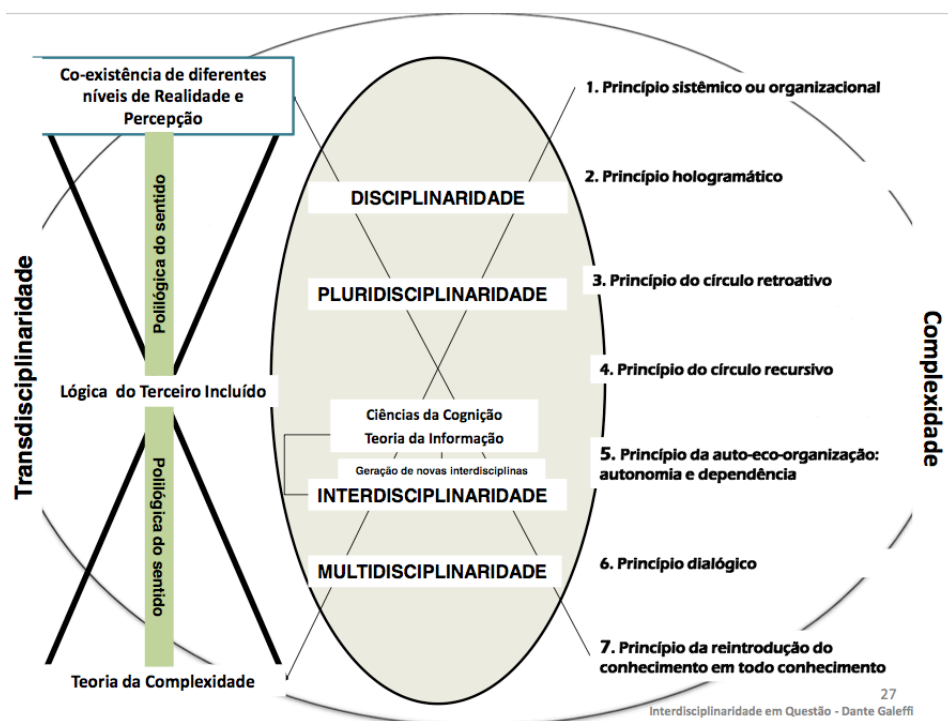 Co-existência de diferentes
níveis de Realidade e
Percepção
Polilógica do sentido
Transdisciplinaridade
Lógica do Terceiro Incluído
Polilógica do sentido
Teoria da Complexidade
DISCIPLINARIDADE
PLURIDISCIPLINARIDADE
Ciências da Cognição
Teoria da Informação
Geração de novas interdisciplinas
INTERDISCIPLINARIDADE
MULTIDISCIPLINARIDADE
1. Princípio sistêmico ou organizacional
2. Princípio hologramático
3. Princípio do círculo retroativo
4. Princípio do círculo recursivo
5. Princípio da auto-eco-organização:
autonomia e dependência
6. Princípio dialógico
7. Princípio da reintrodução do
conhecimento em todo conhecimento
Complexidade
27
Interdisciplinaridade em Questão - Dante Galeffi